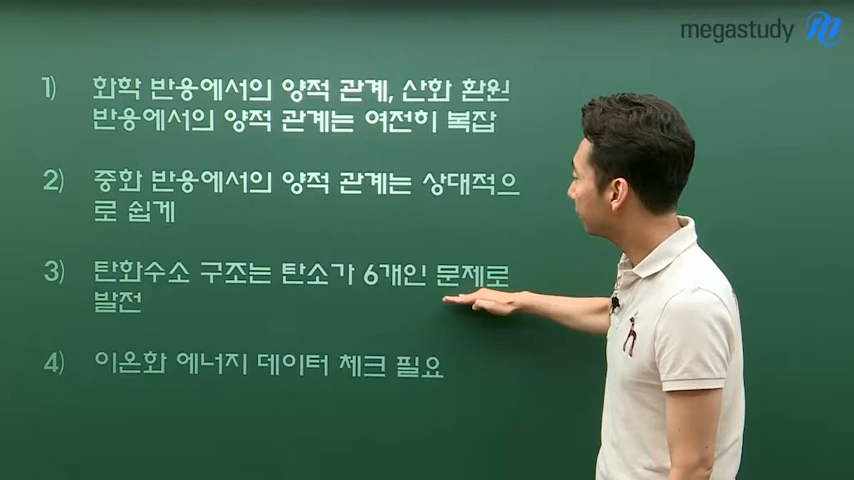 megastudy
1) 화학 반응에서의 양적 관계, 산화 환원
반응에서의 양적 관계는 여전히 복잡
2) 중화 반응에서의 양적 관계는 상대적으
로 쉽게
3) 탄화수소 구조는 탄소가 6개인 문제로
발전
4) 이온화 에너지 데이터 체크 필요